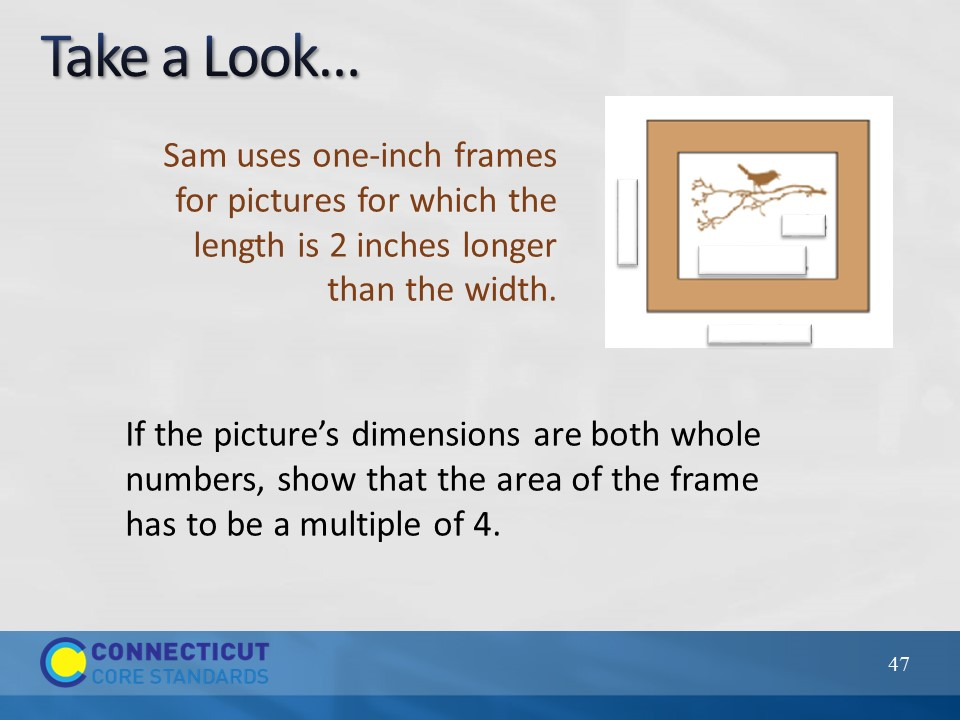 Take a Look...
Sam uses one-inch frames
for pictures for which the
length is 2 inches longer
than the width.
If the picture’s dimensions are both whole
numbers, show that the area of the frame
has to be a multiple of 4.
CONNECTICUT
CORE STANDARDS
47